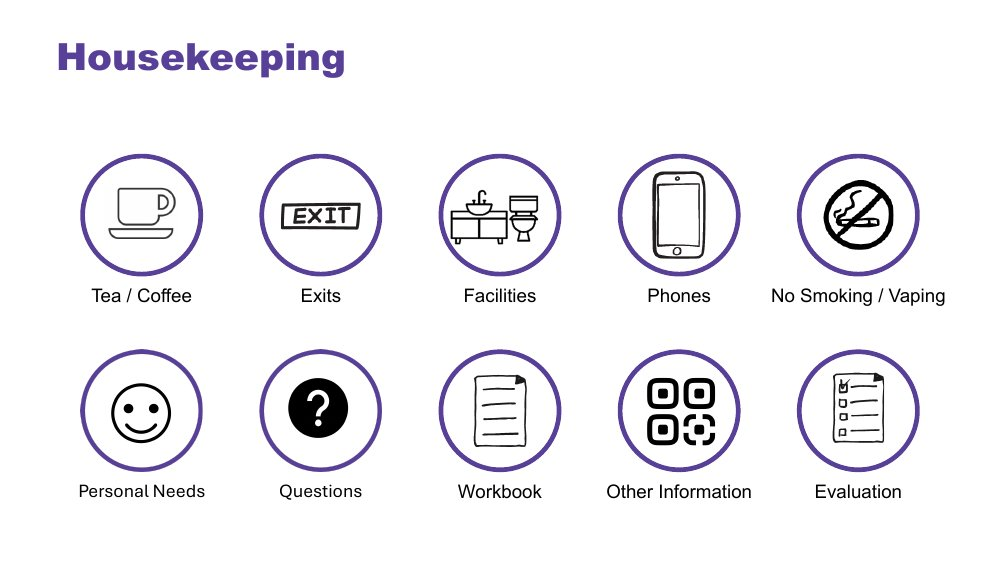 Housekeeping
EXIT
Tea / Coffee
Exits
Facilities
Phones
No Smoking / Vaping
?
Personal Needs
Questions
Workbook
Other Information
Evaluation